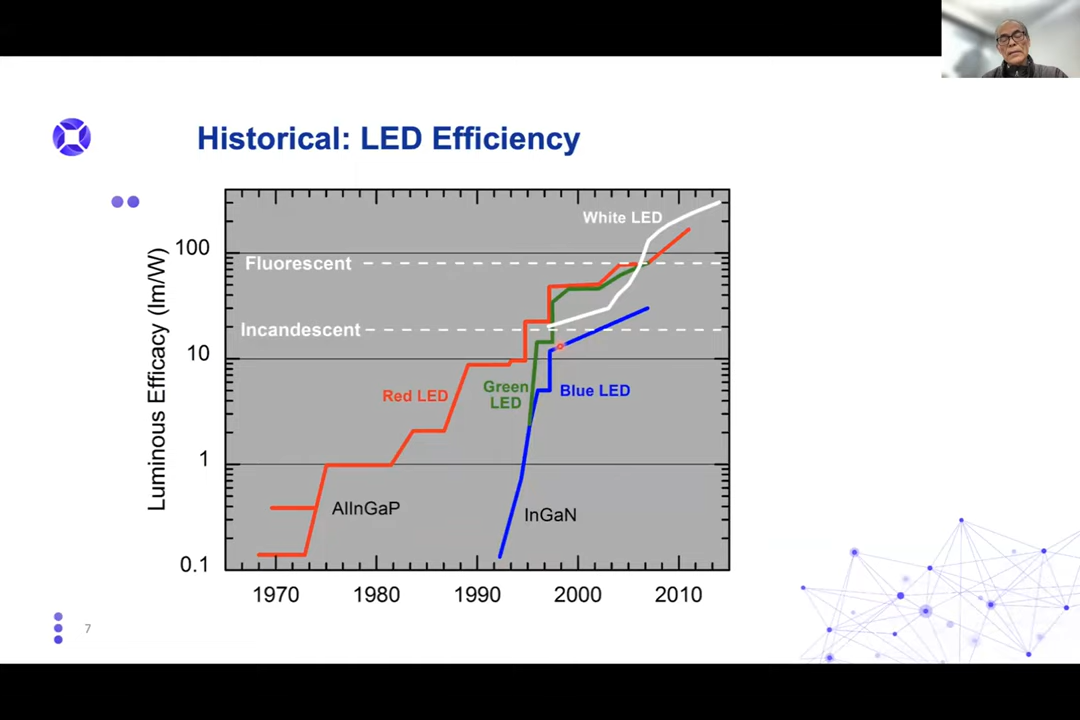 Historical: LED Efficiency
Luminous Efficacy (lm/W)
100
10
1
0.1
White LED
Fluorescent
Incandescent
Red LED
Green
LED
Blue LED
AlInGaP
InGaN
1970
1980
1990
2000
2010
7